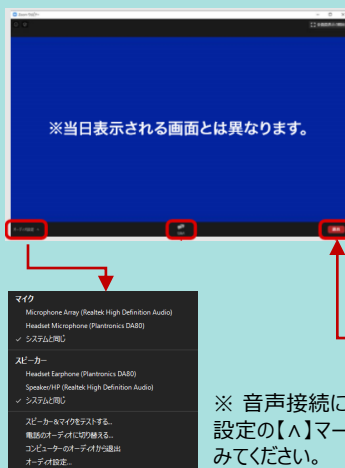 ※当日表示される画面とは異なります。
マイク
Microphone Array (Realtek High Definition Audio)
Headset Microphone (Plantronics DA80)
✓ システムと同じ
スピーカー
Headset Earphone (Plantronics DA80)
Speaker/HP (Realtek High Definition Audio)
✓ システムと同じ
スピーカー&マイクをテストする...
電話のオーディオに切り替える...
コンピューターのオーディオから退出
オーディオ設定...
※ 音声接続に
設定の【∧】マー
みてください。